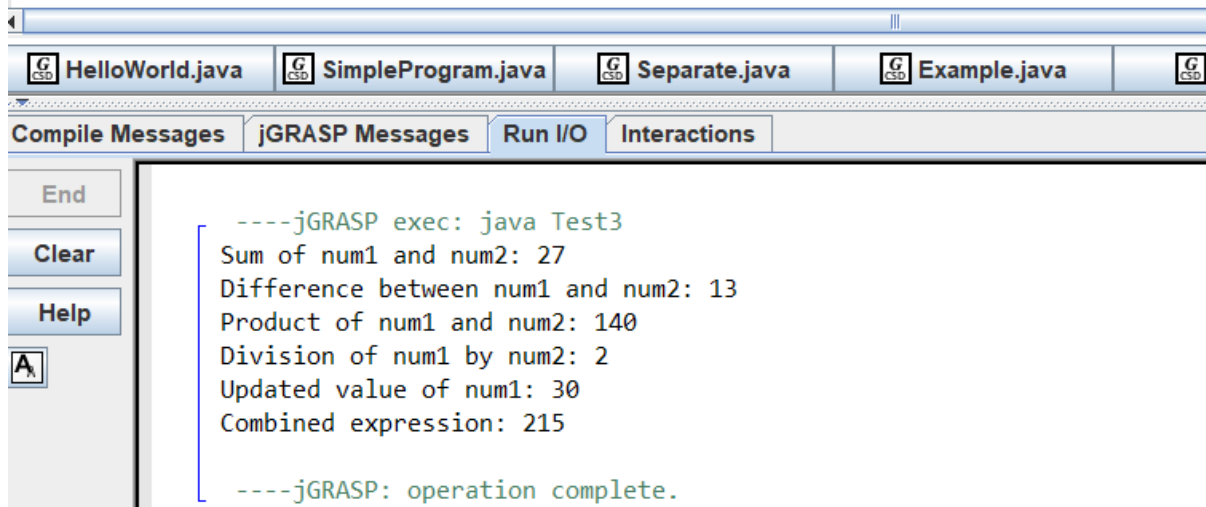 HelloWorld.java SimpleProgram.java Separate.java Example.java
Compile Messages jGRASP Messages Run I/O Interactions
End
Clear
Help
----jGRASP exec: java Test3
Sum of num1 and num2: 27
Difference between num1 and num2: 13
Product of num1 and num2: 140
Division of num1 by num2: 2
Updated value of num1: 30
Combined expression: 215
----jGRASP: operation complete.